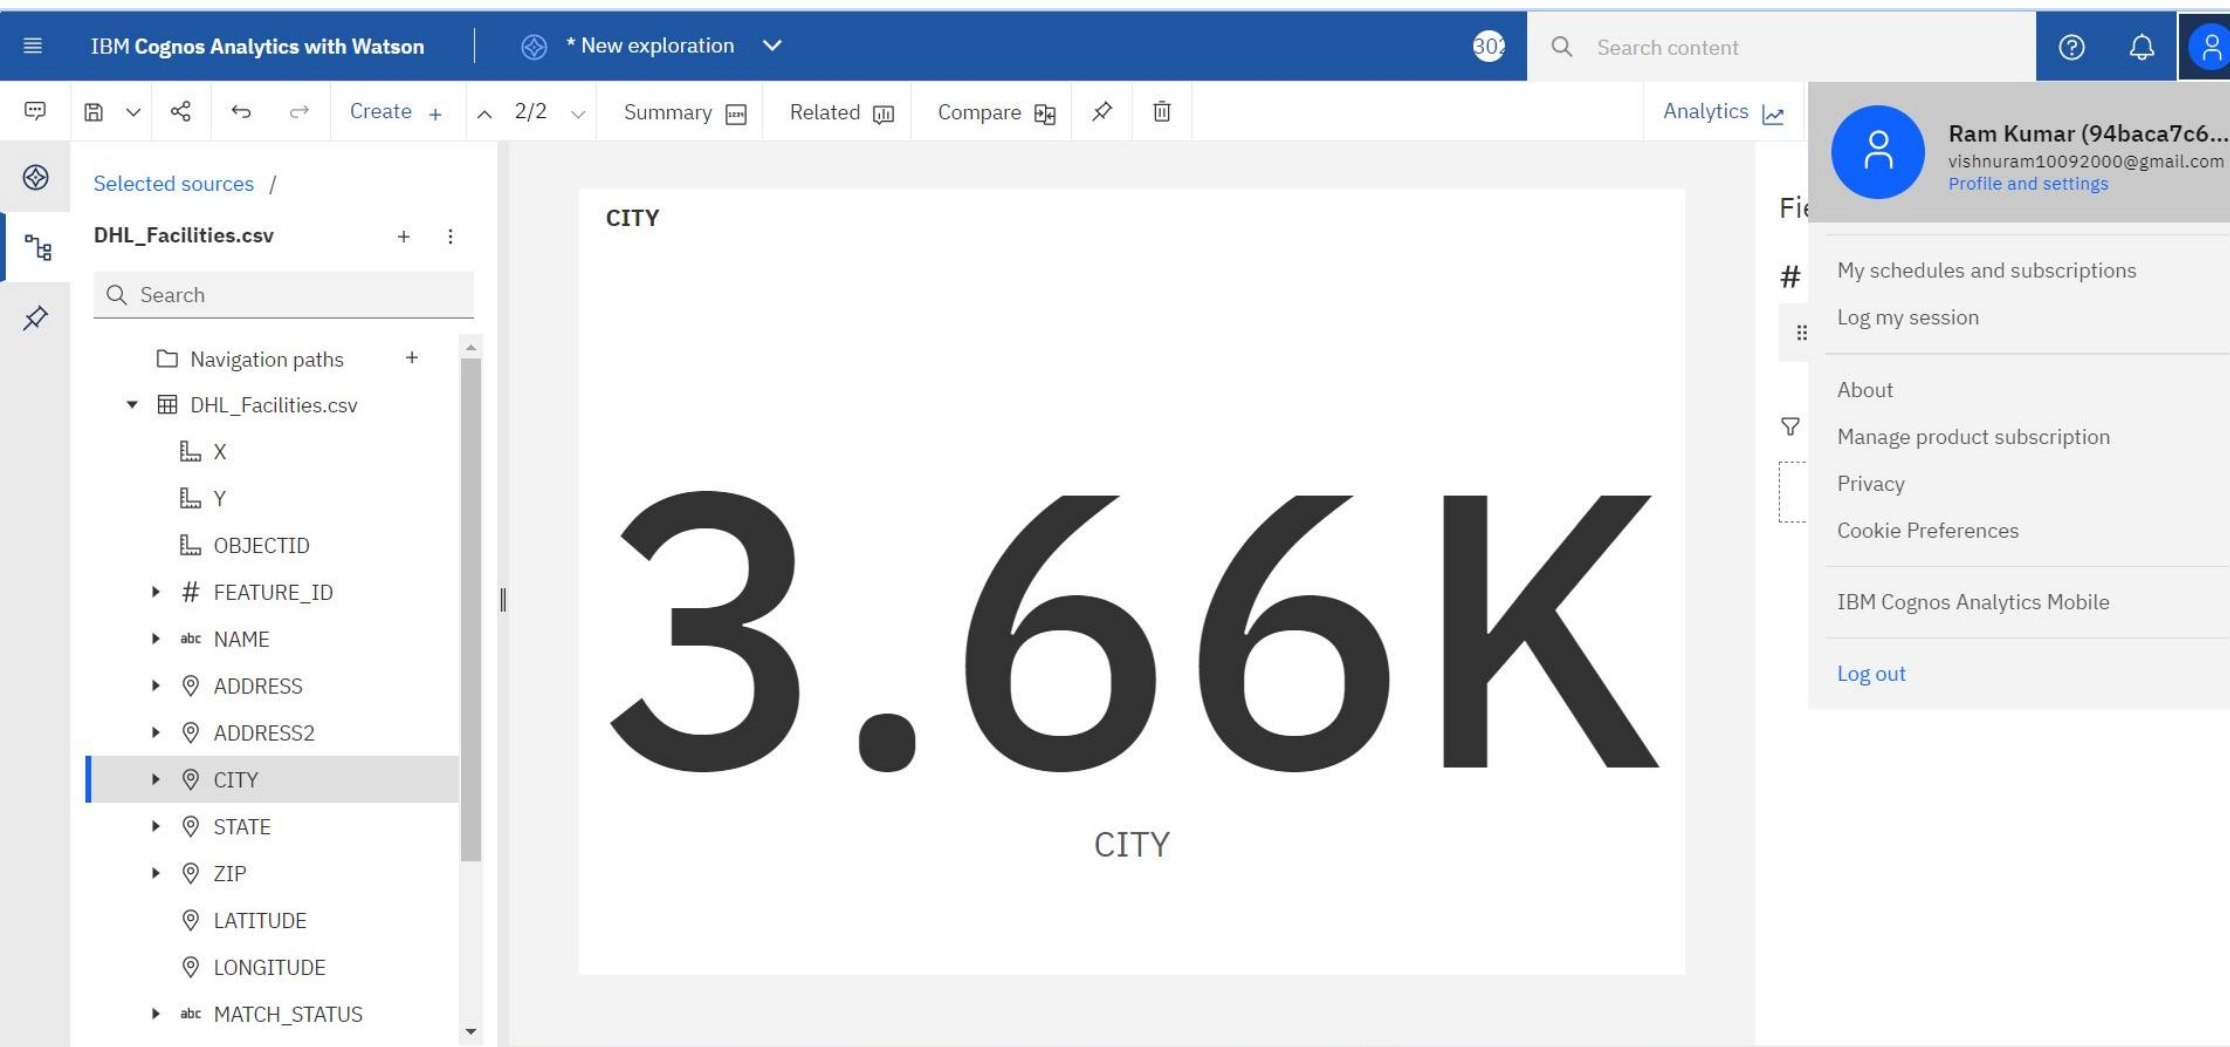 IBM Cognos Analytics with Watson
* New exploration
Search content
Create +
2/2
Summary
Related
Compare
Analytics
Selected sources /
DHL_Facilities.csv
Search
Navigation paths
DHL_Facilities.csv
X
Y
OBJECTID
# FEATURE_ID
abc NAME
ADDRESS
ADDRESS2
CITY
STATE
ZIP
LATITUDE
LONGITUDE
abc MATCH_STATUS
CITY
3.66K
CITY
#
Ram Kumar (94baca7c6...
vishnuram10092000@gmail.com
Profile and settings
My schedules and subscriptions
Log my session
About
Manage product subscription
Privacy
Cookie Preferences
IBM Cognos Analytics Mobile
Log out